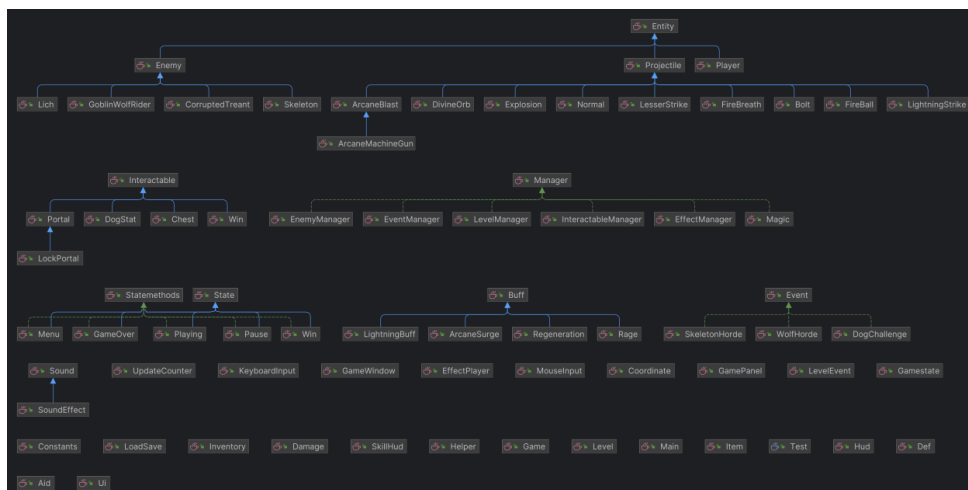 Entity
Enemy Projectile Player
Lich GoblinWolfRider CorruptedTreant Skeleton ArcaneBlast DivineOrb Explosion Normal LesserStrike FireBreath Bolt FireBall LightningStrike
ArcaneMachineGun
Interactable Manager
Portal DogStat Chest Win EnemyManager EventManager LevelManager InteractableManager EffectManager Magic
LockPortal
Statemethods State Buff Event
Menu GameOver Playing Pause Win LightningBuff ArcaneSurge Regeneration Rage SkeletonHorde WolfHorde DogChallenge
Sound UpdateCounter KeyboardInput GameWindow EffectPlayer MouseInput Coordinate GamePanel LevelEvent Gamestate
SoundEffect
Constants LoadSave Inventory Damage SkillHud Helper Game Level Main Item Test Hud Def
Aid Ui